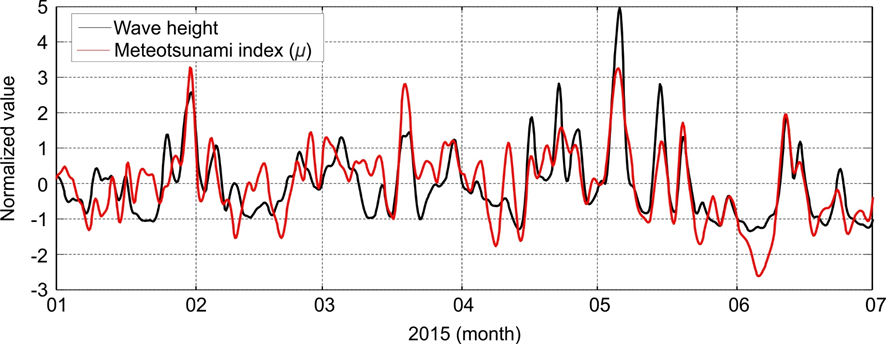 Wave height
Meteotsunami index (μ)
Normalized value
5
4
3
2
1
0
-1
-2
-3
01 02 03 04 05 06 07
2015 (month)